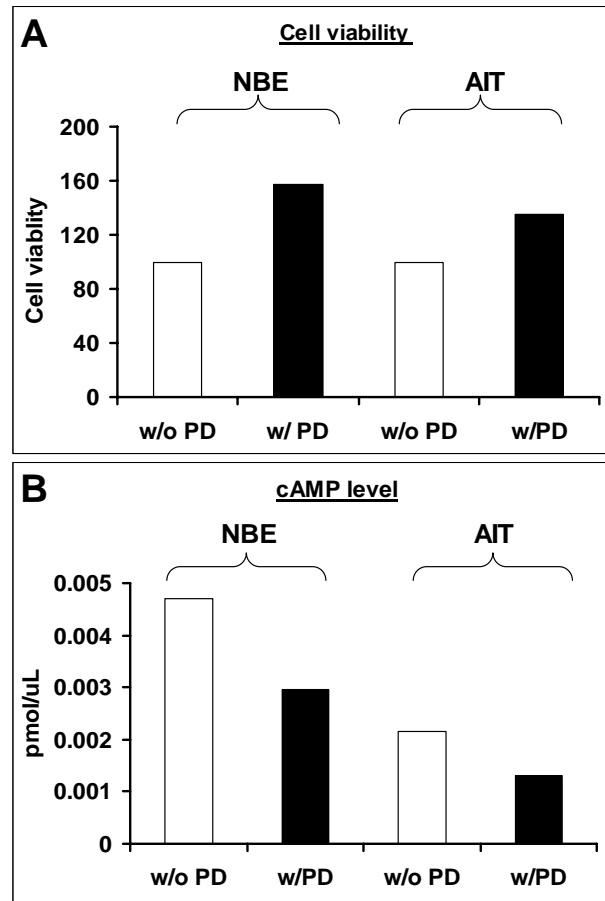 A
Cell viability
NBE AIT
200
160
120
80
40
0
Cell viablity
w/o PD w/ PD w/o PD w/PD
B
cAMP level
NBE AIT
0.005
0.004
0.003
0.002
0.001
0
pmol/uL
w/o PD w/PD w/o PD w/PD